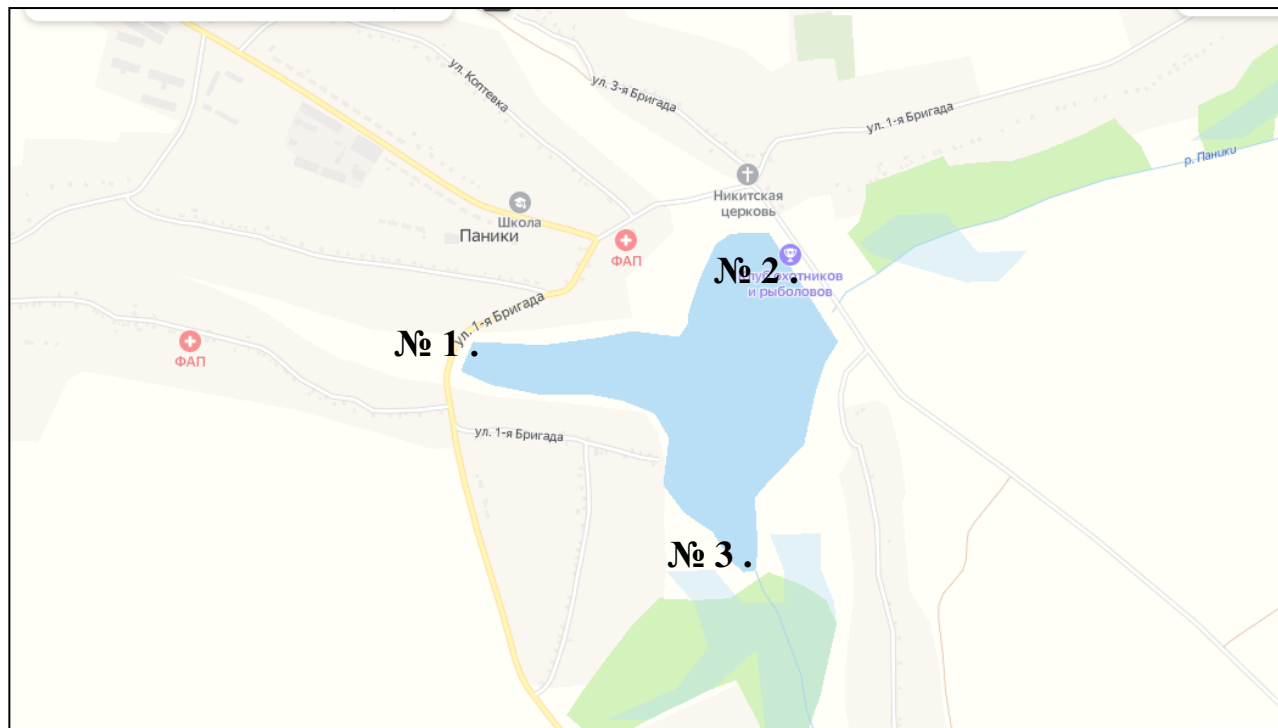 ул. Коптевка
ул. 3-я Бригада
ул. 1-я Бригада
р. Паники
Никитская
церковь
Школа
Паники
ФАП
№ 2 .
охотников
и рыболовов
ул. 1-я Бригада
№ 1 .
ФАП
ул. 1-я Бригада
№ 3 .